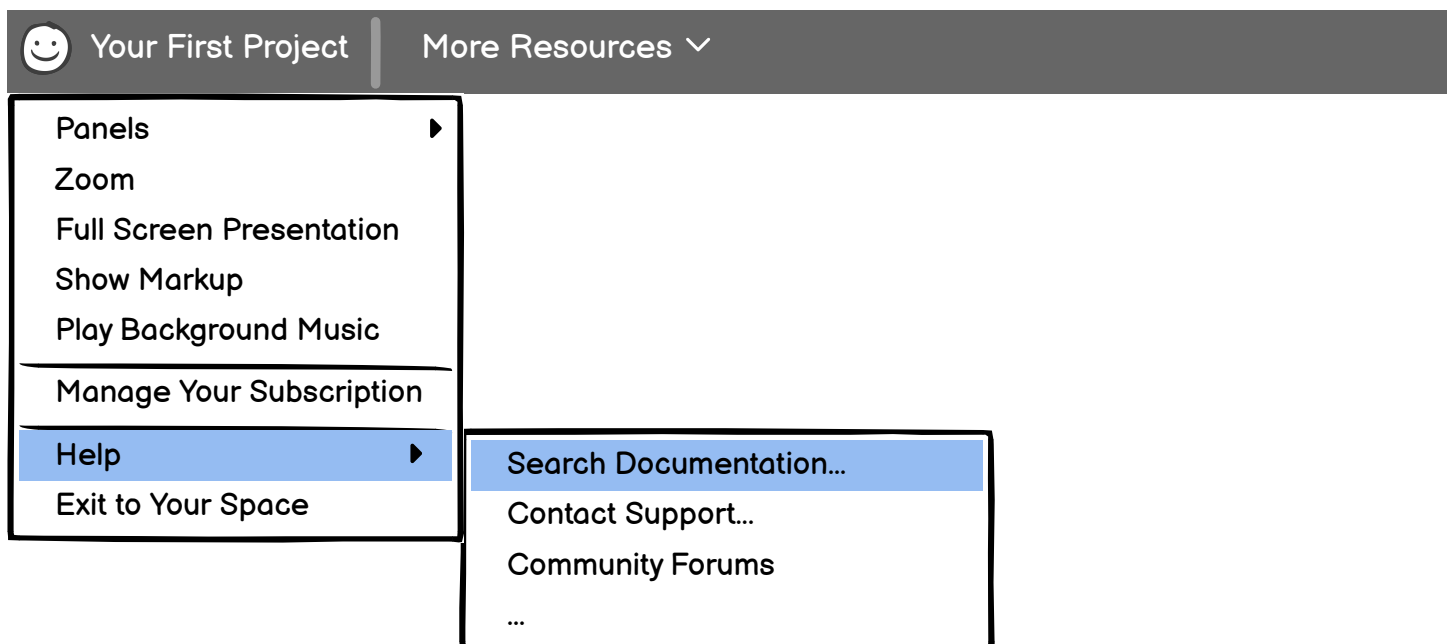 Your First Project
More Resources
Panels
Zoom
Full Screen Presentation
Show Markup
Play Background Music
Manage Your Subscription
Help
Exit to Your Space
Search Documentation...
Contact Support...
Community Forums
...